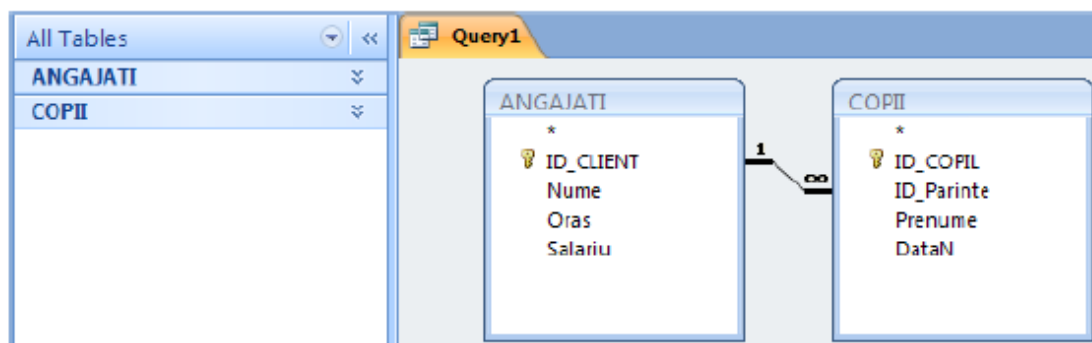 All Tables
ANGAJATI
COPII
Query1
ANGAJATI
*
ID_CLIENT
Nume
Oras
Salariu
1
∞
COPII
*
ID_COPIL
ID_Parinte
Prenume
DataN